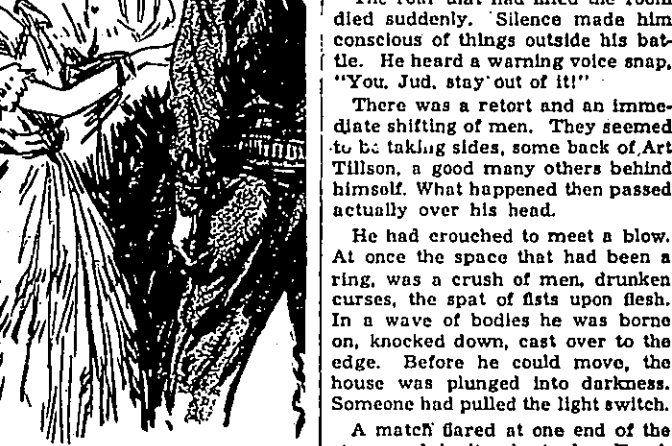 died suddenly. Silence made him
conscious of things outside his bat-
tle. He heard a warning voice snap,
"You, Jud, stay out of it!"
There was a retort and an imme-
diate shifting of men. They seemed
to be taking sides, some back of Art
Tillson, a good many others behind
himself. What happened then passed
actually over his head.
He had crouched to meet a blow.
At once the space that had been a
ring, was a crush of men, drunken
curses, the spat of fists upon flesh.
In a wave of bodies he was borne
on, knocked down, cast over to the
edge. Before he could move, the
house was plunged into darkness.
Someone had pulled the light switch.
A match flared at one end of the